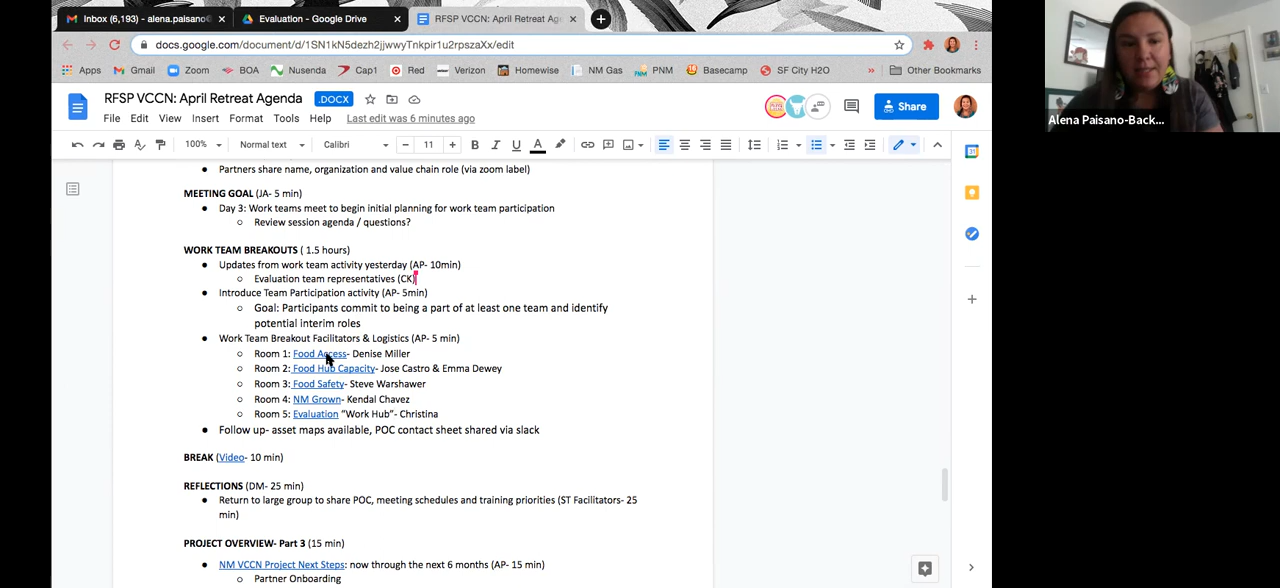 Inbox (6,193) - alena.paisano
Evaluation - Google Drive
RFSP VCCN: April Retreat Ag
docs.google.com/document/d/1SN1kN5dezh2jjwwyTnkpir1u2rpszaXx/edit
Apps Gmail Zoom BOA Nusenda Cap1 Red Verizon Homewise NM Gas PNM Basecamp SF City H2O » Other Bookmarks
RFSP VCCN: April Retreat Agenda .DOCX
Share
File Edit View Insert Format Tools Help Last edit was 6 minutes ago
100% Normal text Calibri - 11 + B I U A
Alena Paisano-Back...
• Partners share name, organization and value chain role (via zoom label)
MEETING GOAL (JA- 5 min)
• Day 3: Work teams meet to begin initial planning for work team participation
○ Review session agenda / questions?
WORK TEAM BREAKOUTS ( 1.5 hours)
• Updates from work team activity yesterday (AP- 10min)
○ Evaluation team representatives (CK)
• Introduce Team Participation activity (AP- 5min)
○ Goal: Participants commit to being a part of at least one team and identify
potential interim roles
• Work Team Breakout Facilitators & Logistics (AP- 5 min)
○ Room 1: Food Access- Denise Miller
○ Room 2: Food Hub Capacity- Jose Castro & Emma Dewey
○ Room 3: Food Safety- Steve Warshawer
○ Room 4: NM Grown- Kendal Chavez
○ Room 5: Evaluation “Work Hub”- Christina
• Follow up- asset maps available, POC contact sheet shared via slack
BREAK (Video- 10 min)
REFLECTIONS (DM- 25 min)
• Return to large group to share POC, meeting schedules and training priorities (ST Facilitators- 25
min)
PROJECT OVERVIEW- Part 3 (15 min)
• NM VCCN Project Next Steps: now through the next 6 months (AP- 15 min)
○ Partner Onboarding